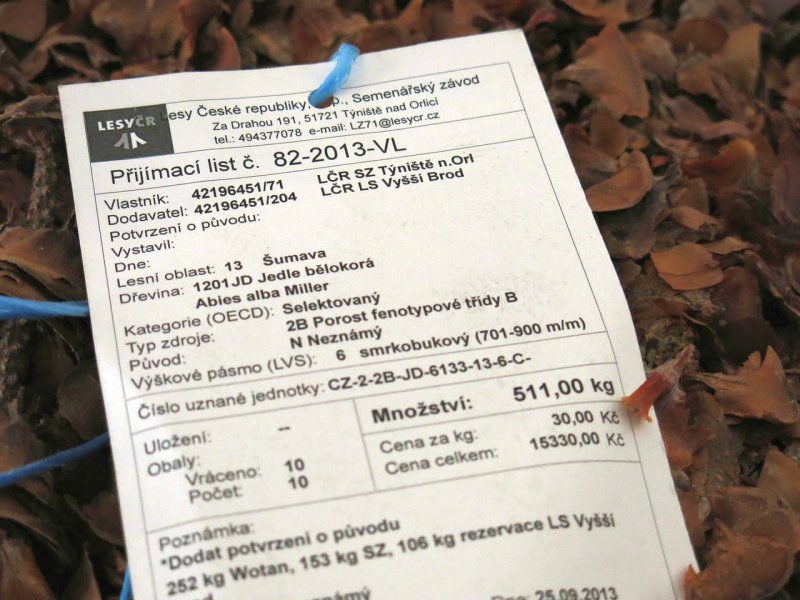 LESY ČR
Lesy České republiky, s.p., Semenářský závod
Za Drahou 191, 51721 Týniště nad Orlicí
tel.: 494377078 e-mail: LZ71@lesycr.cz
Přijímací list č. 82-2013-VL
Vlastník: 42196451/71 LČR SZ Týniště n.Orl
Dodavatel: 42196451/204 LČR LS Vyšší Brod
Potvrzení o původu:
Vystavil:
Dne:
Lesní oblast: 13 Šumava
Dřevina: 1201JD Jedle bělokorá
Abies alba Miller
Kategorie (OECD): Selektovaný
Typ zdroje: 2B Porost fenotypové třídy B
Původ: N Neznámý
Výškové pásmo (LVS): 6 smrkobukový (701-900 m/m)
Číslo uznané jednotky: CZ-2-2B-JD-6133-13-6-C-
Uložení: --
Obaly:
Vráceno: 10
Počet: 10
Množství: 511,00 kg
Cena za kg: 30,00 Kč
Cena celkem: 15330,00 Kč
Poznámka:
*Dodat potvrzení o původu
252 kg Wotan, 153 kg SZ, 106 kg rezervace LS Vyšší
Dne: 25.09.2013